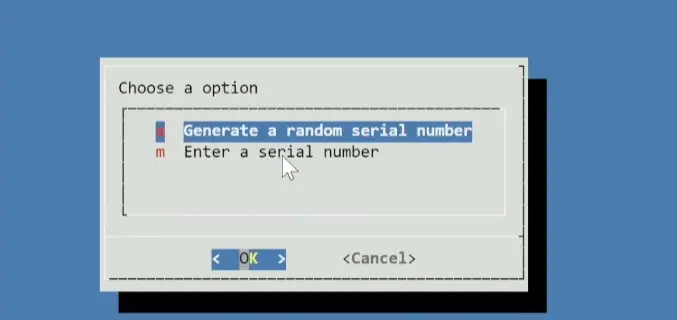 Choose a option
Generate a random serial number
m Enter a serial number
< OK > <Cancel>